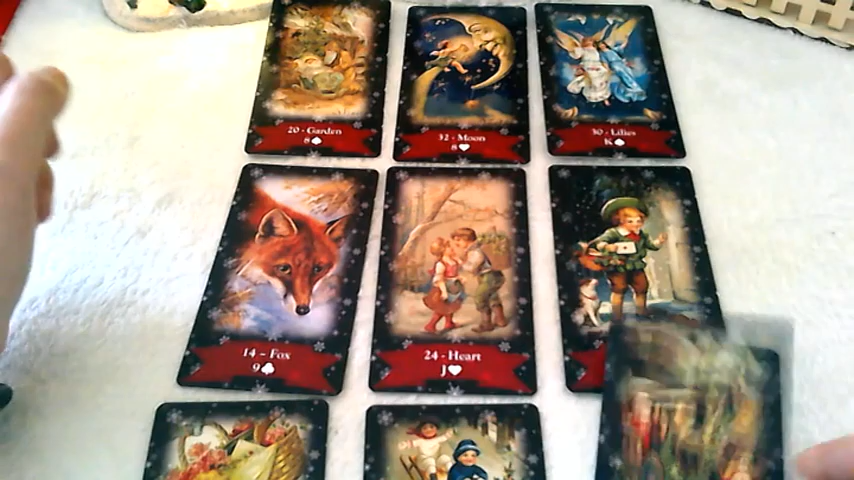 20 - Garden
8♠
32 - Moon
8♥
30 - Lilies
K♠
14 - Fox
9♣
24 - Heart
J♥